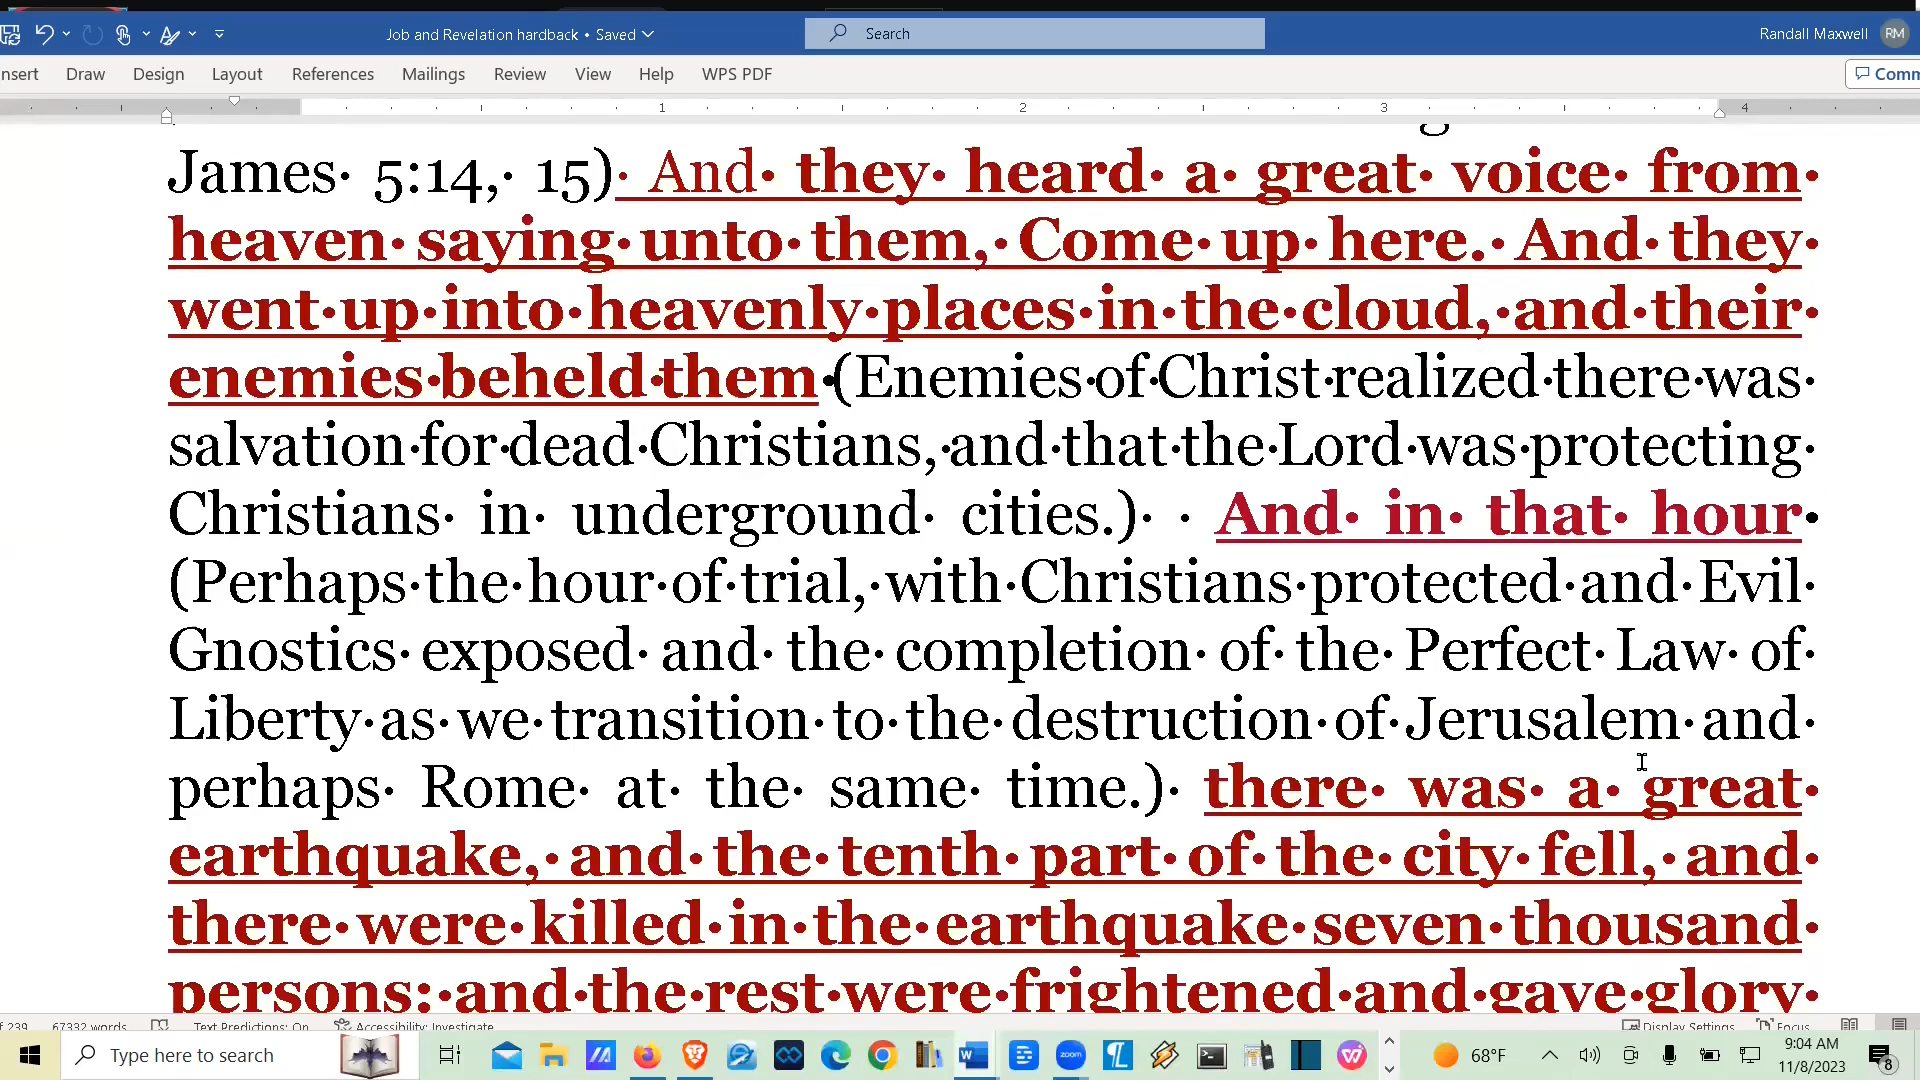 Job and Revelation hardback • Saved
Search
Randall Maxwell RM
nsert Draw Design Layout References Mailings Review View Help WPS PDF Comm
1 2 3 4
James 5:14, 15) And they heard a great voice from
heaven saying unto them, Come up here. And they
went up into heavenly places in the cloud, and their
enemies beheld them (Enemies of Christ realized there was
salvation for dead Christians, and that the Lord was protecting
Christians in underground cities.) And in that hour
(Perhaps the hour of trial, with Christians protected and Evil
Gnostics exposed and the completion of the Perfect Law of
Liberty as we transition to the destruction of Jerusalem and
perhaps Rome at the same time.) there was a great
earthquake, and the tenth part of the city fell, and
there were killed in the earthquake seven thousand
persons: and the rest were frightened and gave glory
f 239 67332 words Text Predictions: On Accessibility: Investigate Display Settings Focus
Type here to search
zoom
68°F
9:04 AM
11/8/2023
8